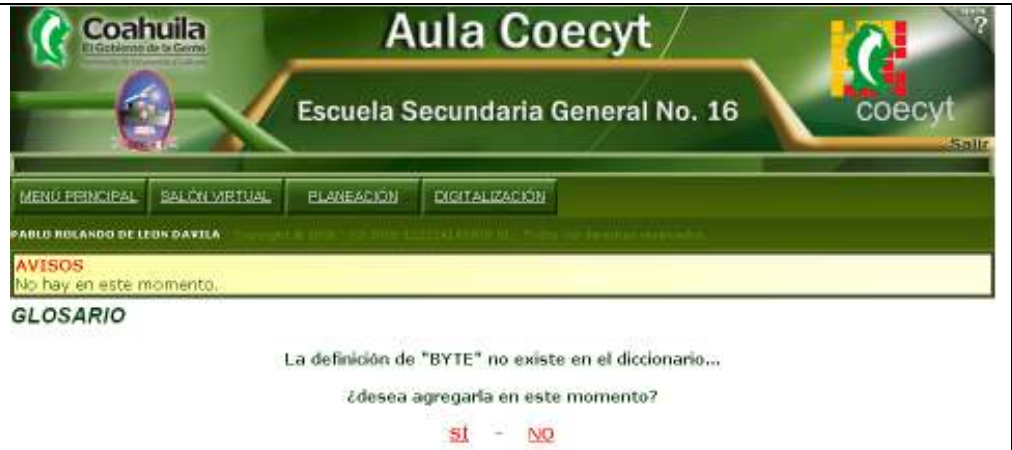 Coahuila
El Gobierno de la Gente
Aula Coecyt
Escuela Secundaria General No. 16
coecyt
?
Salir
MENÚ PRINCIPAL SALÓN VIRTUAL PLANEACIÓN DIGITALIZACIÓN
PABLO ROLANDO DE LEON DAVILA
AVISOS
No hay en este momento.
GLOSARIO
La definición de "BYTE" no existe en el diccionario...
¿desea agregarla en este momento?
SÍ - NO